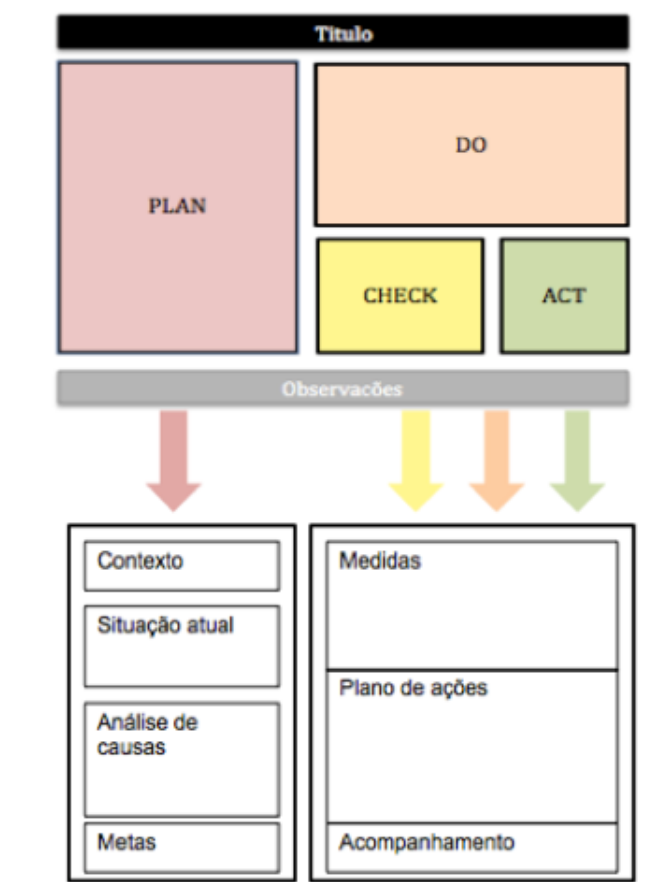 Titulo
PLAN
DO
CHECK
ACT
Observacões
Contexto
Situação atual
Análise de
causas
Metas
Medidas
Plano de ações
Acompanhamento